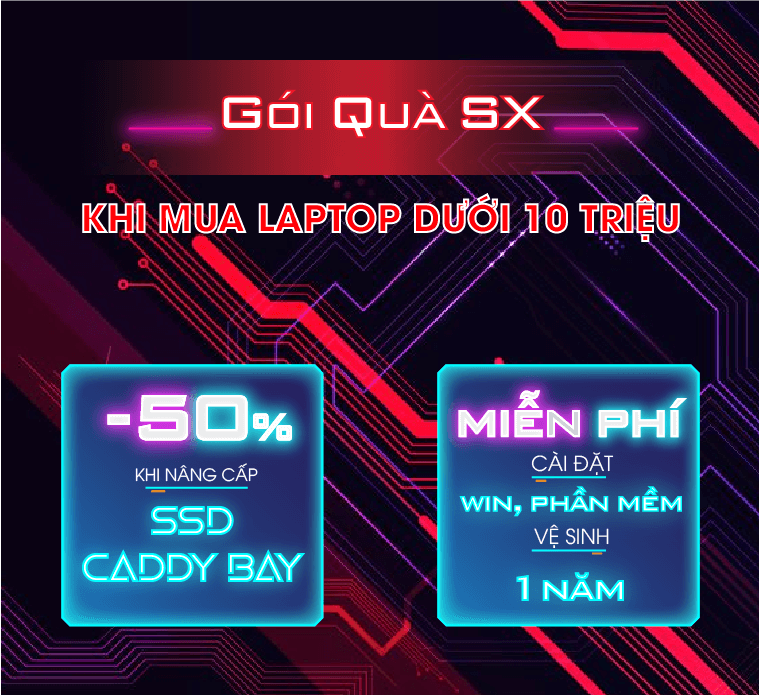 GÓI QUÀ SX
KHI MUA LAPTOP DƯỚI 10 TRIỆU
-50%
KHI NÂNG CẤP
SSD
CADDY BAY
MIỄN PHÍ
CÀI ĐẶT
WIN, PHẦN MỀM
VỆ SINH
1 NĂM